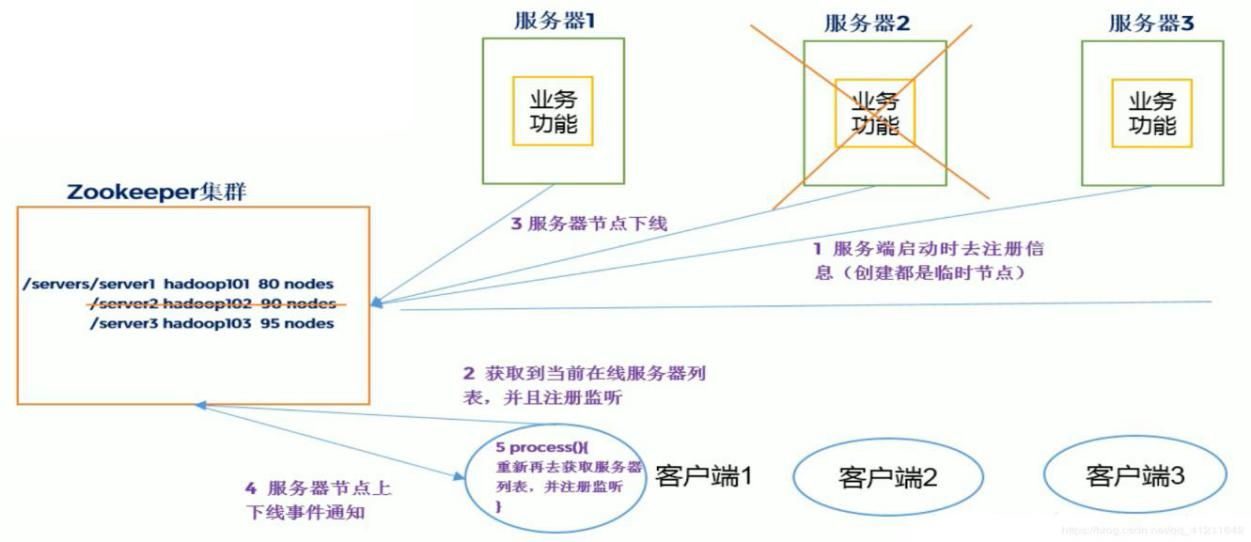 服务器1
服务器2
服务器3
业务
功能
业务
功能
业务
功能
Zookeeper集群
3 服务器节点下线
1 服务端启动时去注册信
息（创建都是临时节点）
/servers/server1 hadoop101 80 nodes
/server2 hadoop102 90 nodes
/server3 hadoop103 95 nodes
2 获取到当前在线服务器列
表，并且注册监听
5 process(){
重新再去获取服务器
列表，并注册监听
}
客户端1
客户端2
客户端3
4 服务器节点上
下线事件通知